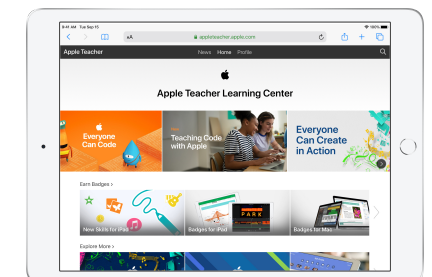 9:41 AM Tue Sep 15
100%
AA
appleteacher.apple.com
Apple Teacher
News Home Profile
Apple Teacher Learning Center
Everyone
Can Code
Teaching Code
with Apple
Everyone
Can Create
in Action
Earn Badges >
New Skills for iPad
Badges for iPad
PARK
Badges for Mac
Explore More >